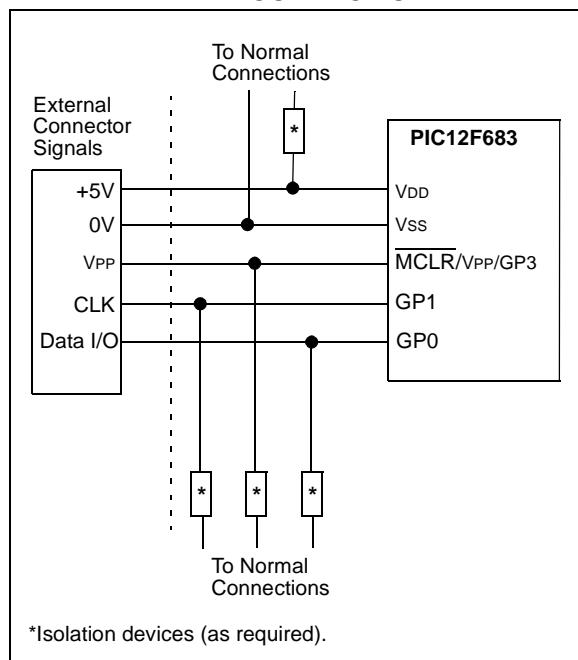 To Normal
Connections
External
Connector
Signals
*
PIC12F683
+5V
VDD
0V
VSS
VPP
MCLR/VPP/GP3
CLK
GP1
Data I/O
GP0
* * *
To Normal
Connections
*Isolation devices (as required).